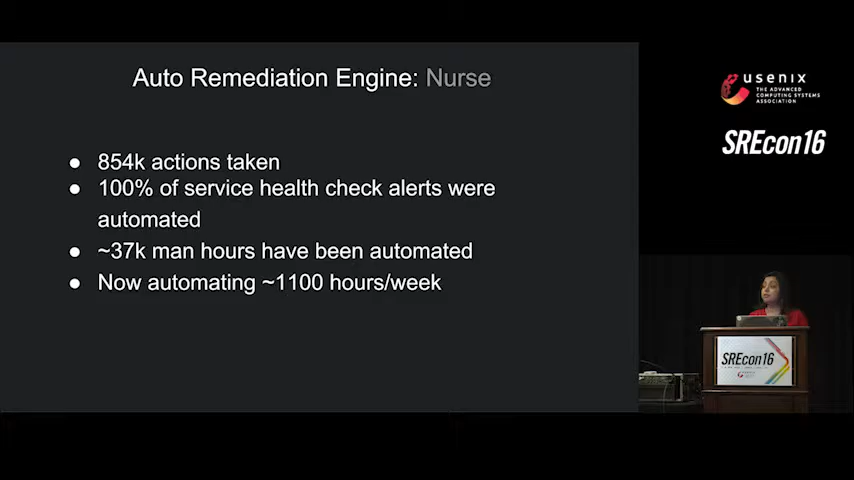 Auto Remediation Engine: Nurse
● 854k actions taken
● 100% of service health check alerts were
automated
● ~37k man hours have been automated
● Now automating ~1100 hours/week
usenix
THE ADVANCED
COMPUTING SYSTEMS
ASSOCIATION
SREcon16
SREcon16